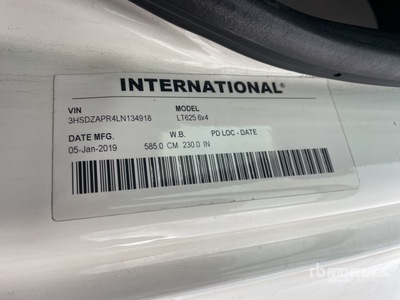 INTERNATIONAL®
VIN MODEL
3HSDZAPR4LN134918 LT625 6x4
DATE MFG. W.B. PD LOC - DATE
05-Jan-2019 585.0 CM 230.0 IN
rb